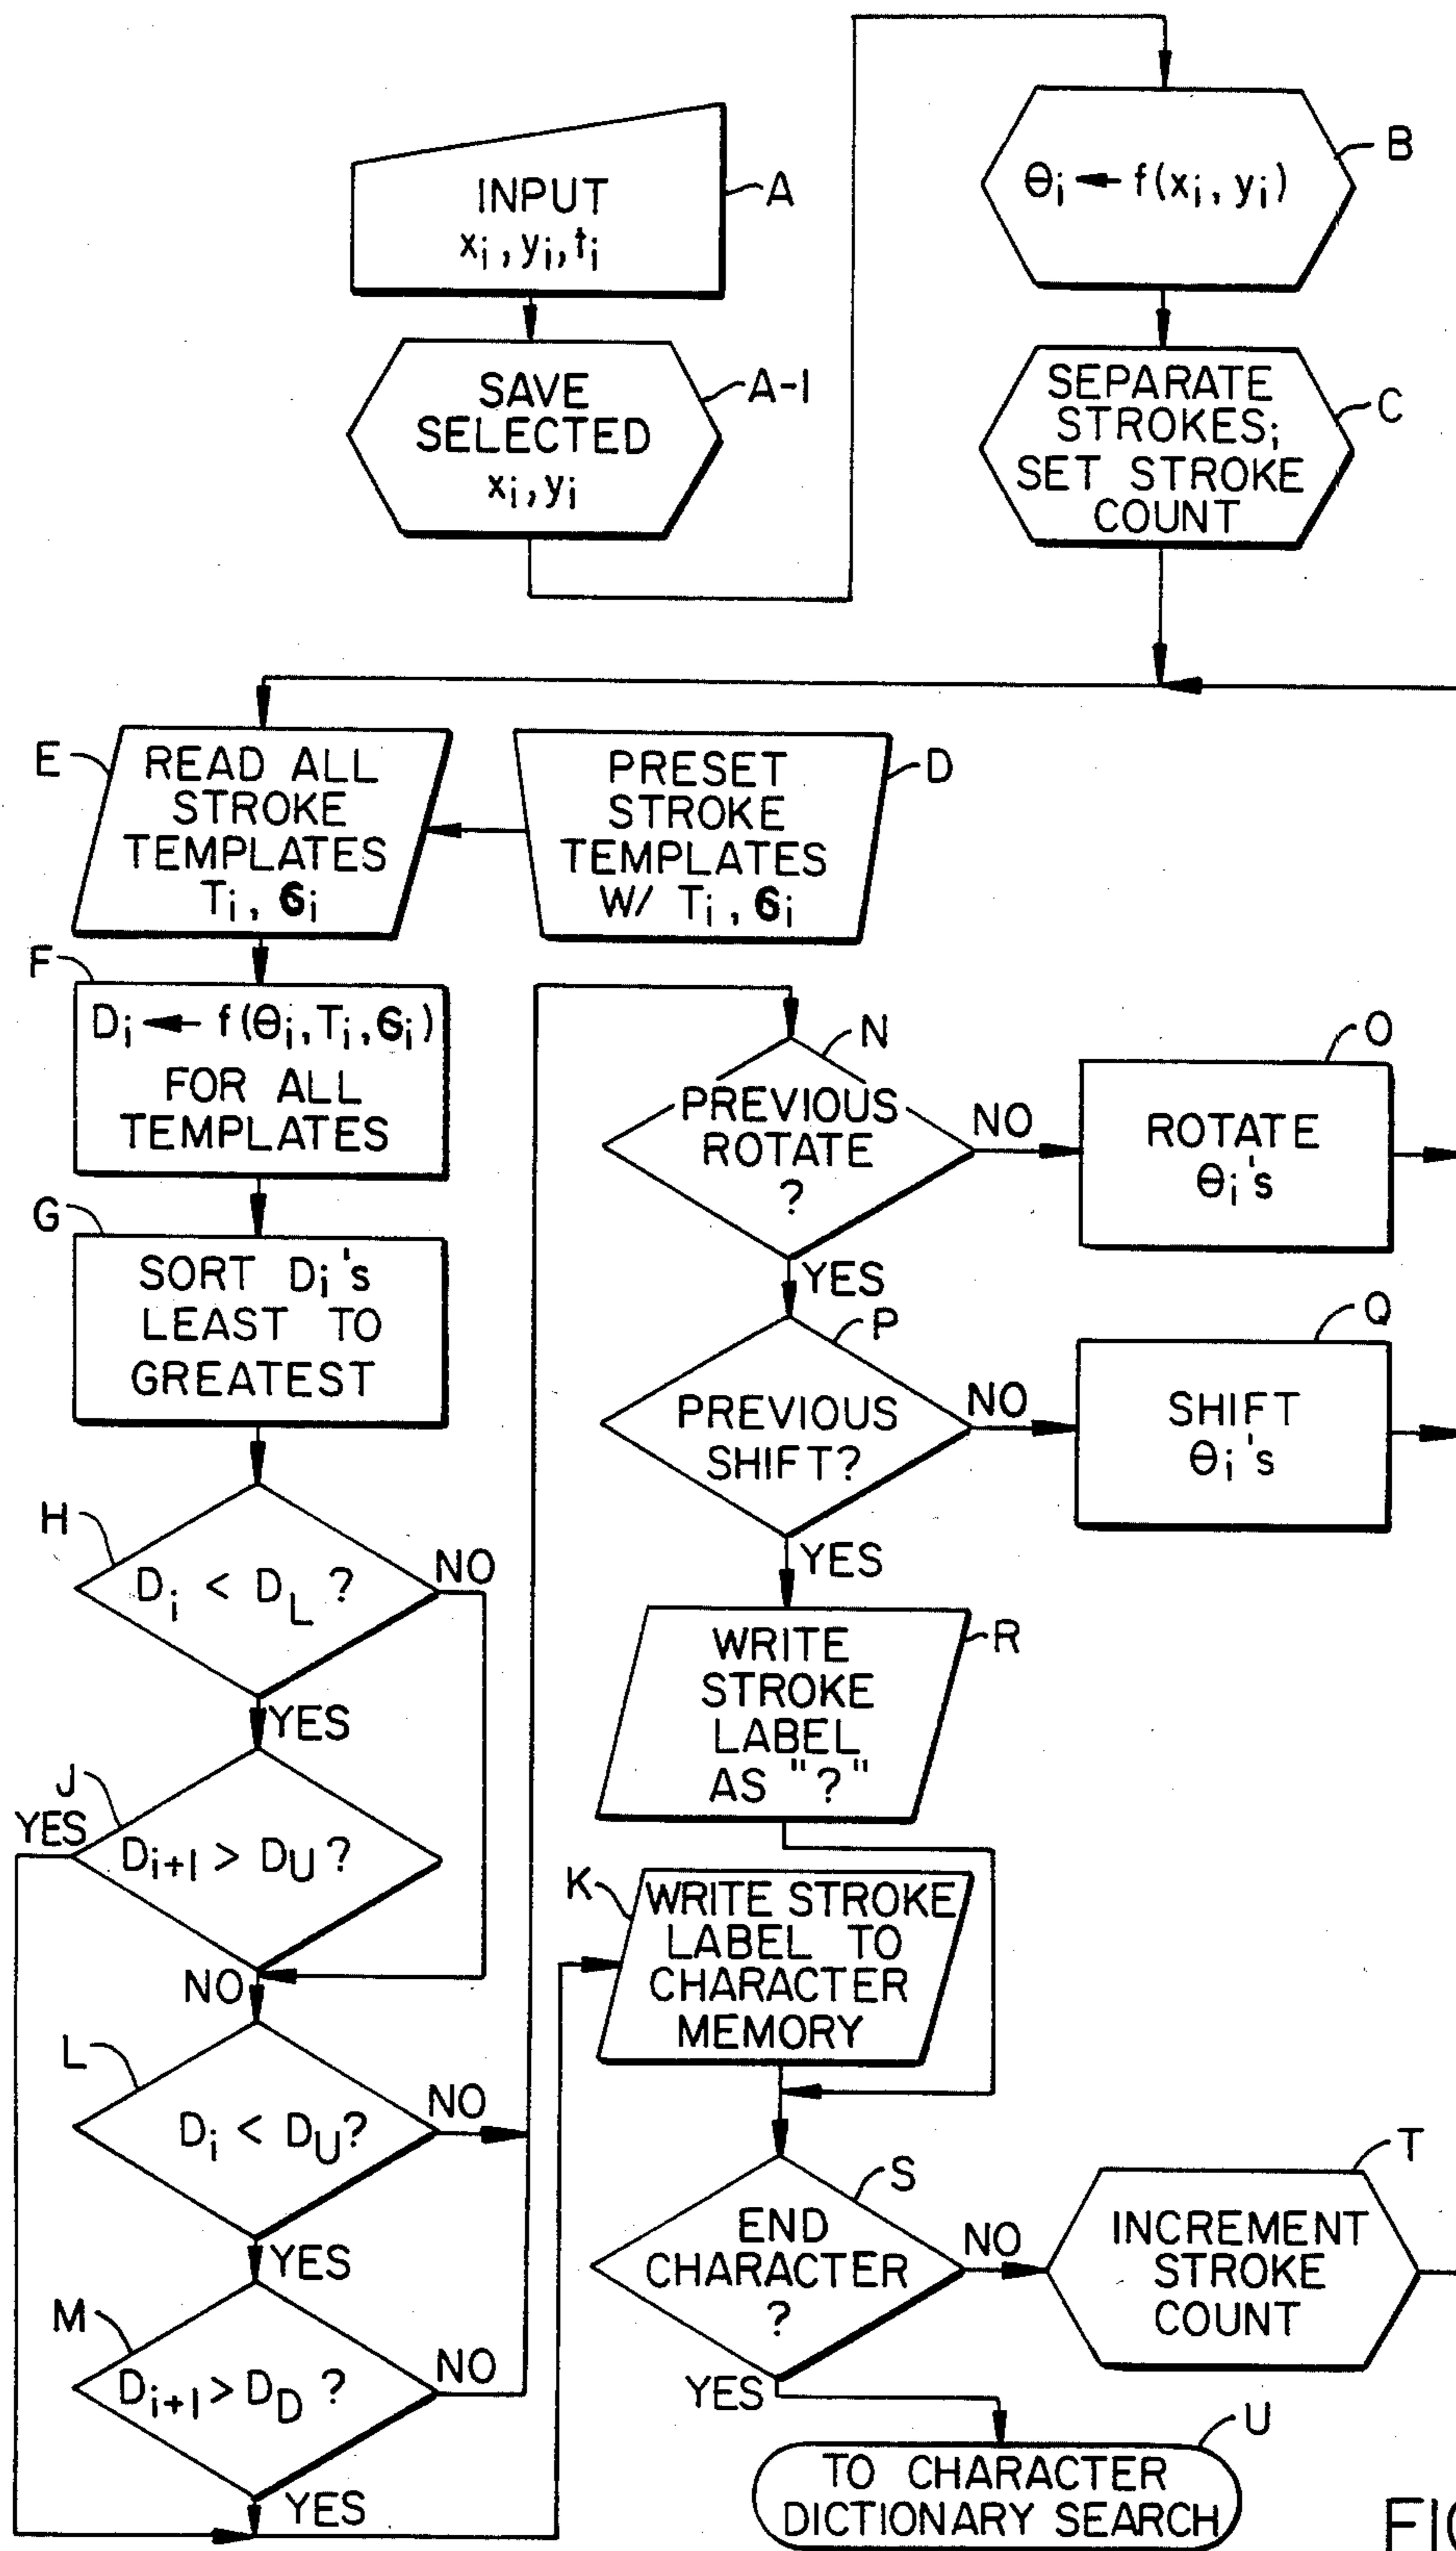 INPUT
xi, yi, ti
A
SAVE
SELECTED
xi, yi
A-1
θi ← f(xi, yi)
B
SEPARATE
STROKES;
SET STROKE
COUNT
C
E
READ ALL
STROKE
TEMPLATES
Ti, σi
PRESET
STROKE
TEMPLATES
W/ Ti, σi
D
F
Di ← f(θi, Ti, σi)
FOR ALL
TEMPLATES
G
SORT Di's
LEAST TO
GREATEST
H
Di < DL ?
NO
YES
J
YES
Di+1 > DU ?
NO
L
Di < DU?
NO
YES
M
Di+1 > DD ?
NO
YES
N
PREVIOUS
ROTATE
?
NO
YES
O
ROTATE
θi's
P
PREVIOUS
SHIFT?
NO
YES
Q
SHIFT
θi's
WRITE
STROKE
LABEL
AS "?"
R
K
WRITE STROKE
LABEL TO
CHARACTER
MEMORY
S
END
CHARACTER
?
NO
YES
T
INCREMENT
STROKE
COUNT
U
TO CHARACTER
DICTIONARY SEARCH